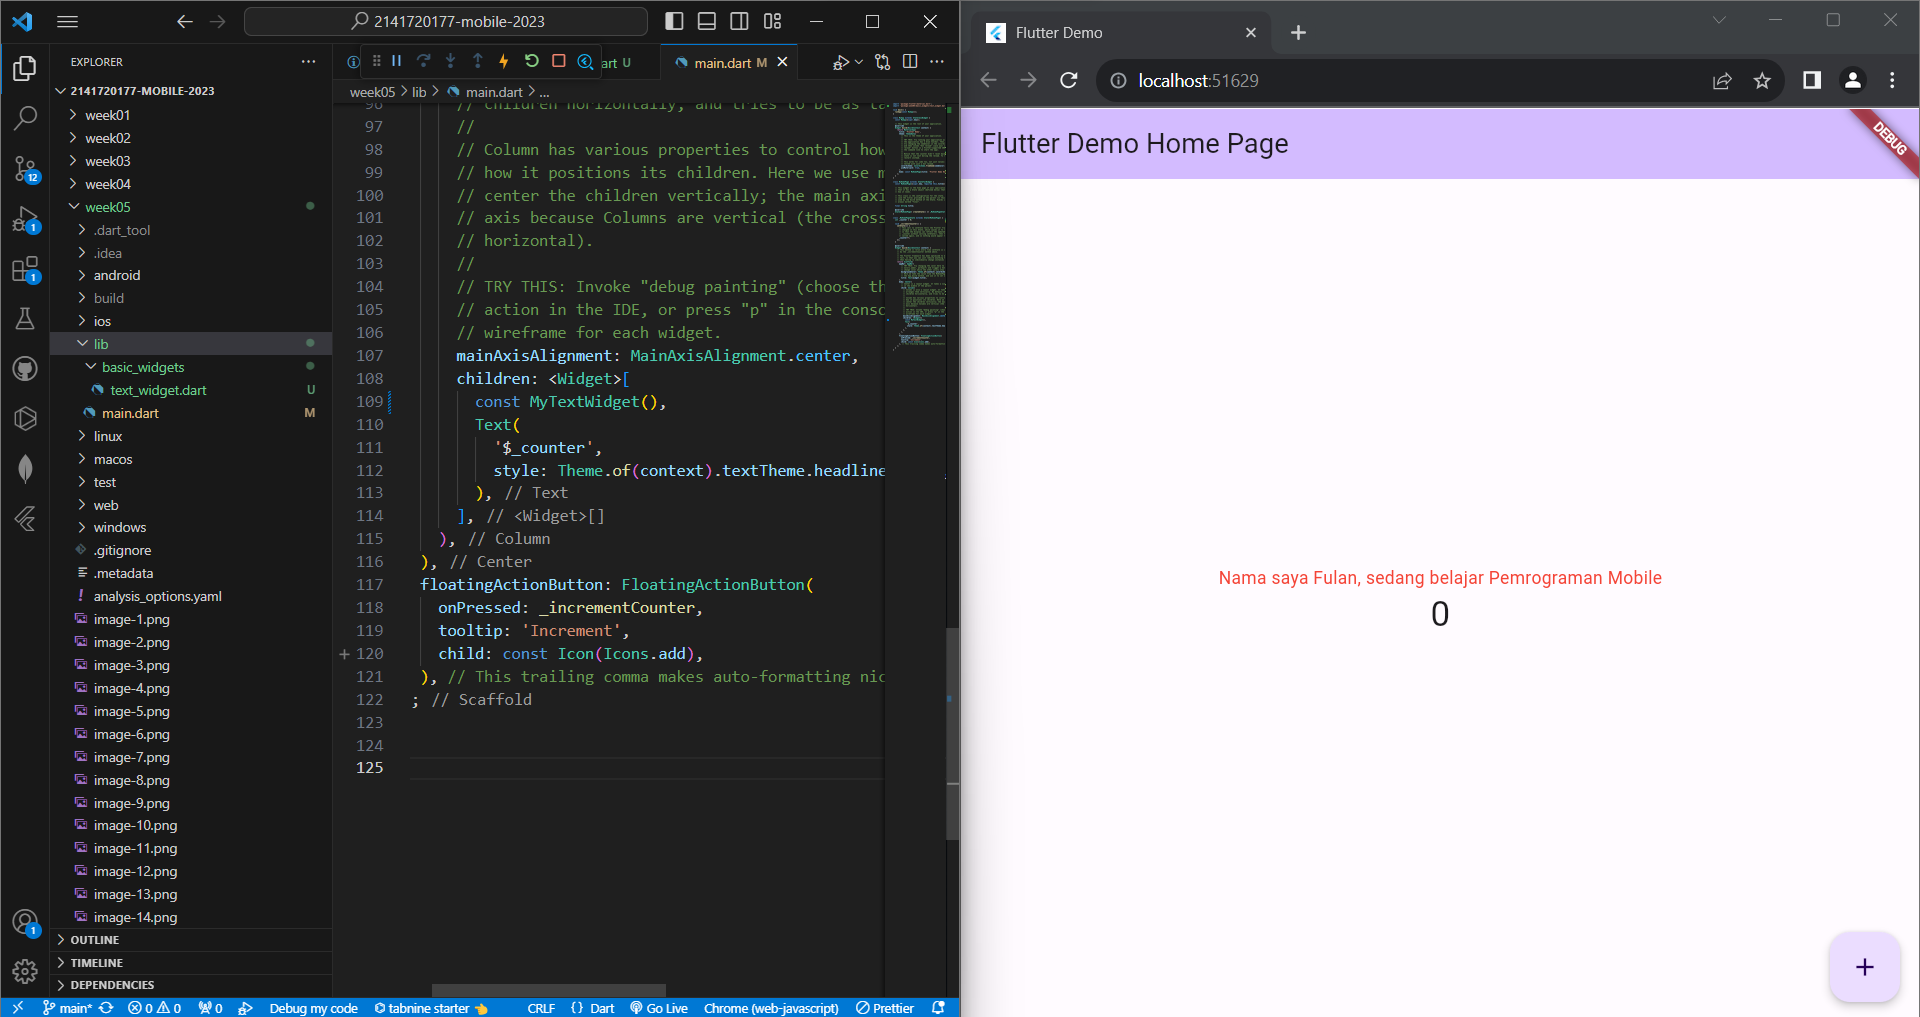 2141720177-mobile-2023
EXPLORER
2141720177-MOBILE-2023
week01
week02
week03
week04
week05
.dart_tool
.idea
android
build
ios
lib
basic_widgets
text_widget.dart U
main.dart M
linux
macos
test
web
windows
.gitignore
.metadata
analysis_options.yaml
image-1.png
image-2.png
image-3.png
image-4.png
image-5.png
image-6.png
image-7.png
image-8.png
image-9.png
image-10.png
image-11.png
image-12.png
image-13.png
image-14.png
OUTLINE
TIMELINE
DEPENDENCIES
12
1
1
1
art U
main.dart M
week05 > lib > main.dart > ...
96 // children horizontally, and tries to be as ta
97 //
98 // Column has various properties to control how
99 // how it positions its children. Here we use m
100 // center the children vertically; the main axi
101 // axis because Columns are vertical (the cross
102 // horizontal).
103 //
104 // TRY THIS: Invoke "debug painting" (choose th
105 // action in the IDE, or press "p" in the conso
106 // wireframe for each widget.
107 mainAxisAlignment: MainAxisAlignment.center,
108 children: <Widget>[
109 const MyTextWidget(),
110 Text(
111 '$_counter',
112 style: Theme.of(context).textTheme.headline
113 ), // Text
114 ], // <Widget>[]
115 ), // Column
116 ), // Center
117 floatingActionButton: FloatingActionButton(
118 onPressed: _incrementCounter,
119 tooltip: 'Increment',
120 child: const Icon(Icons.add),
121 ), // This trailing comma makes auto-formatting nic
122 ; // Scaffold
123
124
125
main* 0 0 0 Debug my code tabnine starter CRLF {} Dart Go Live Chrome (web-javascript) Prettier
Flutter Demo
localhost:51629
Flutter Demo Home Page
DEBUG
Nama saya Fulan, sedang belajar Pemrograman Mobile
0